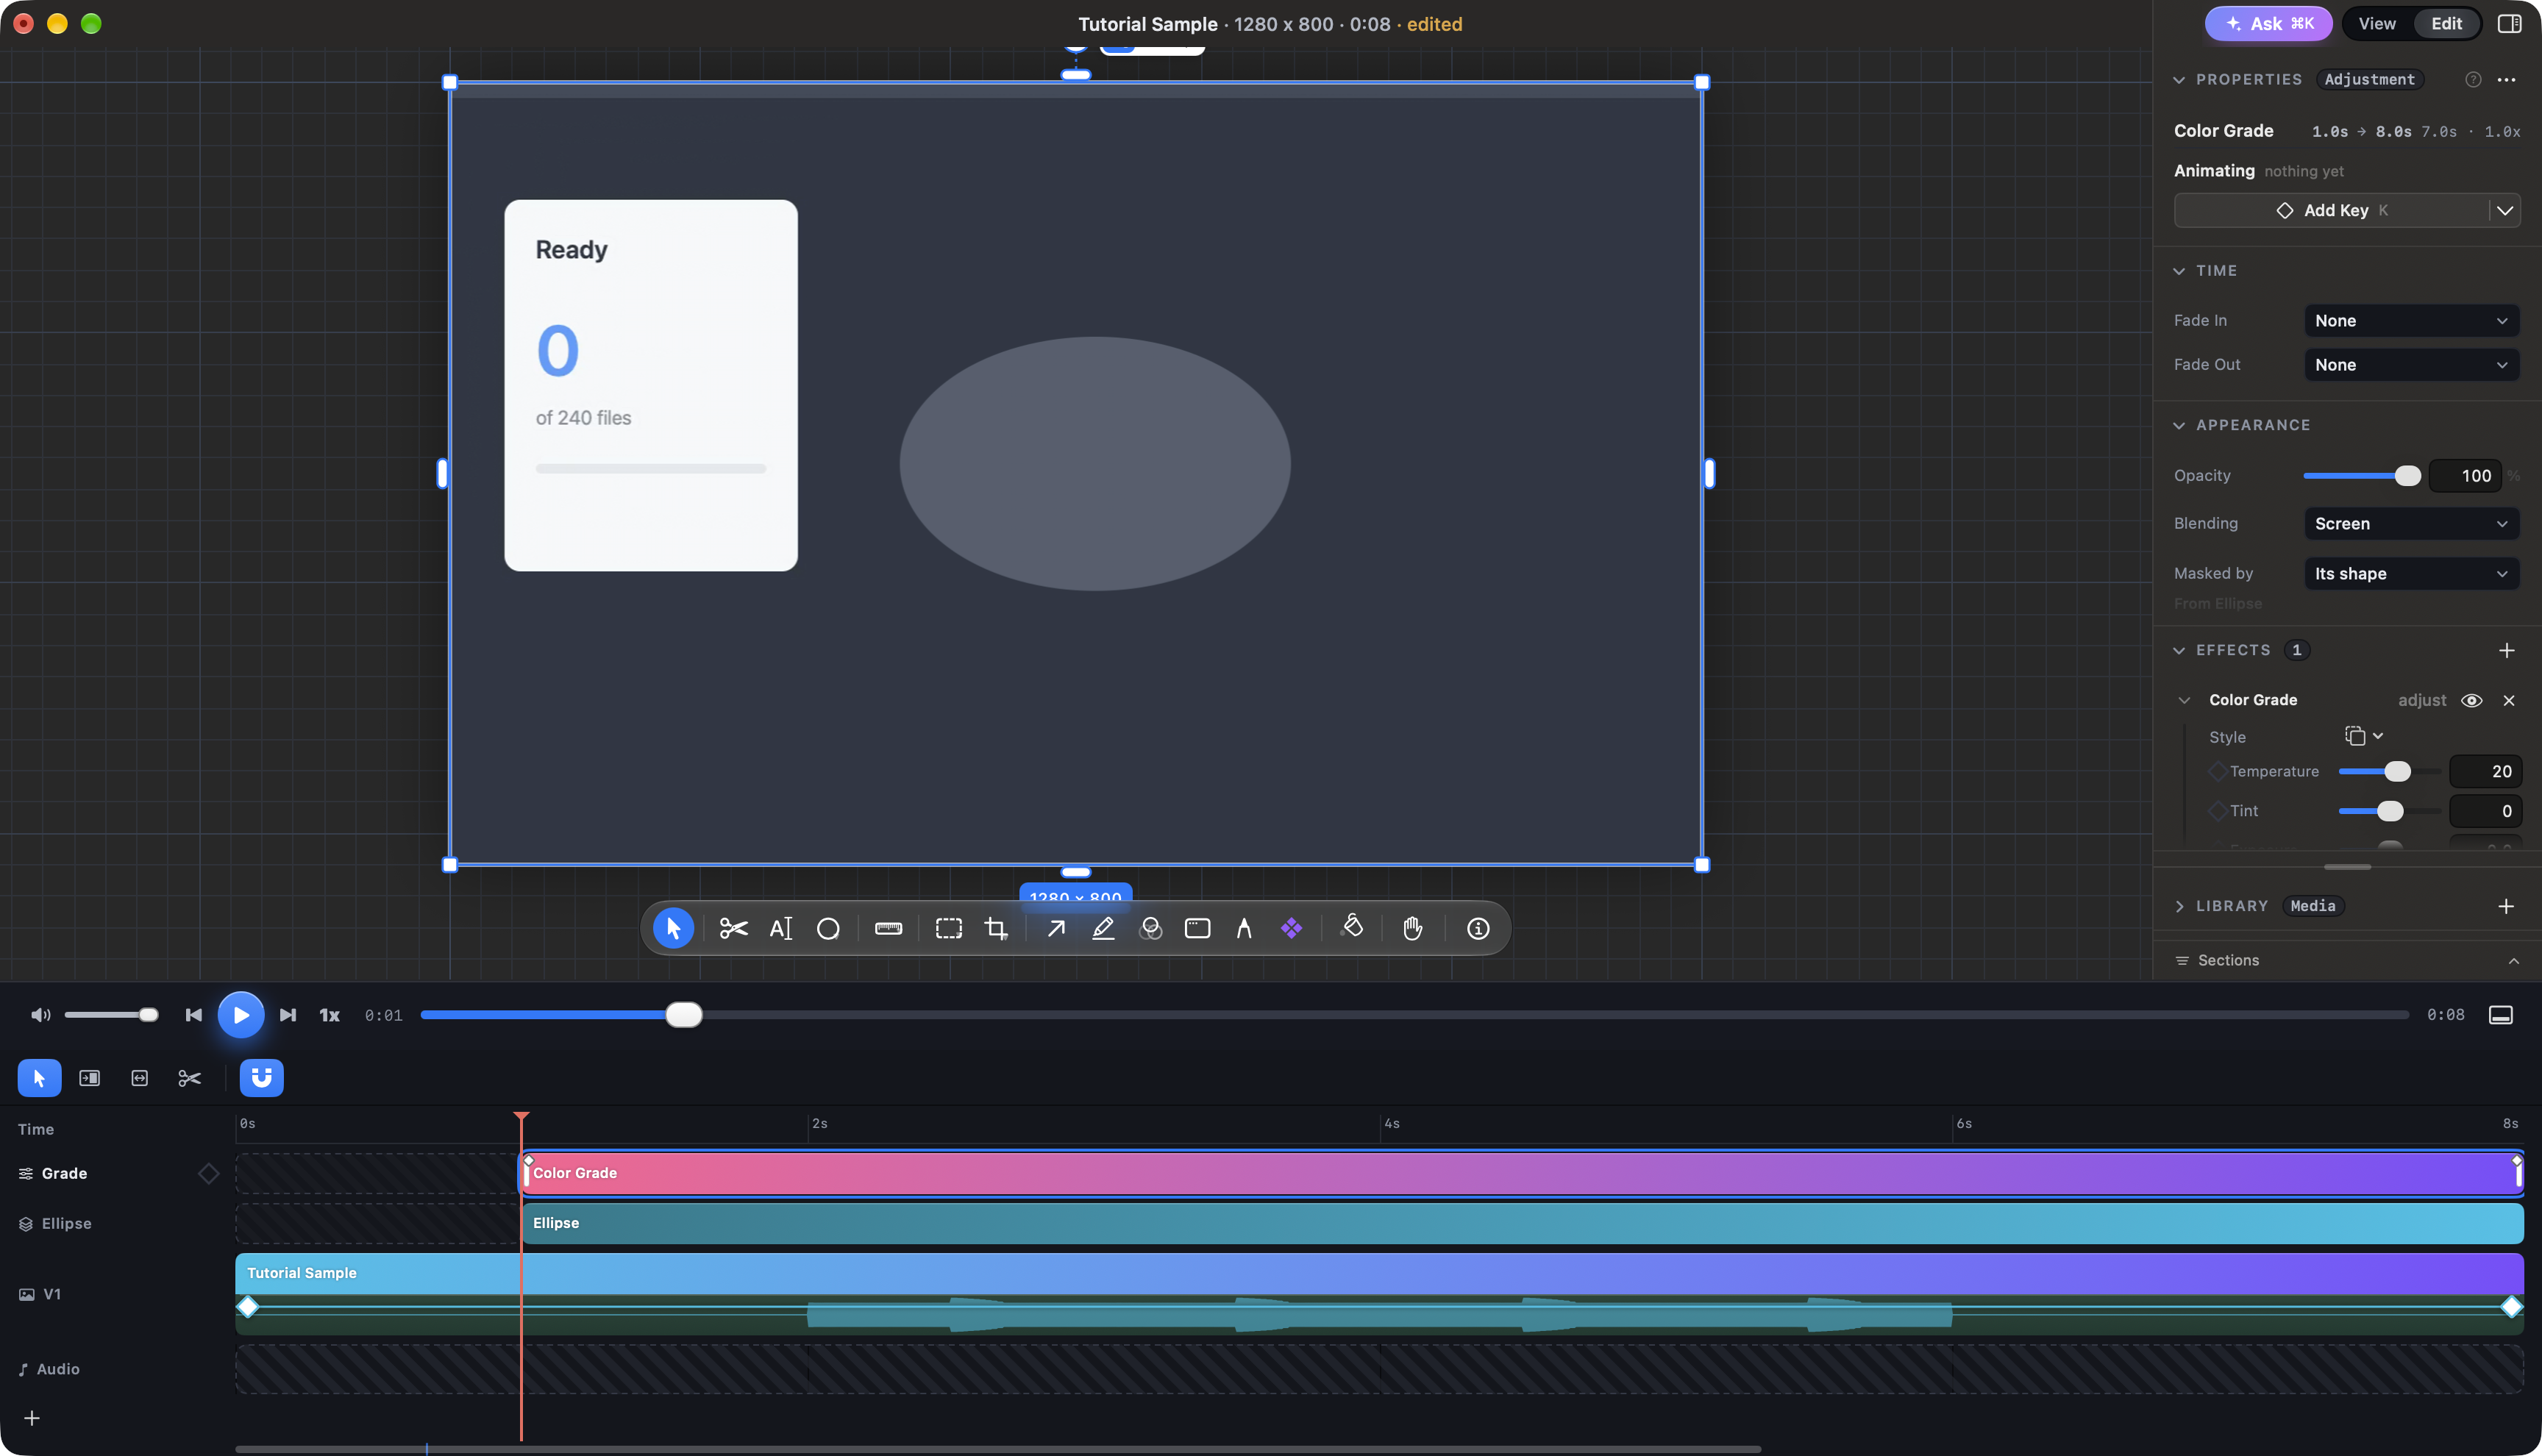 Tutorial Sample · 1280 x 800 · 0:08 · edited
Ask ⌘K
View
Edit
PROPERTIES Adjustment
Color Grade 1.0s → 8.0s 7.0s · 1.0x
Animating nothing yet
Add Key K
TIME
Fade In None
Fade Out None
APPEARANCE
Opacity 100 %
Blending Screen
Masked by Its shape
From Ellipse
EFFECTS 1
Color Grade adjust
Style
Temperature 20
Tint 0
LIBRARY Media
Sections
Ready
0
of 240 files
1280 × 800
AI
1x 0:01 0:08
Time 0s 2s 4s 6s 8s
Grade Color Grade
Ellipse Ellipse
Tutorial Sample
V1
Audio